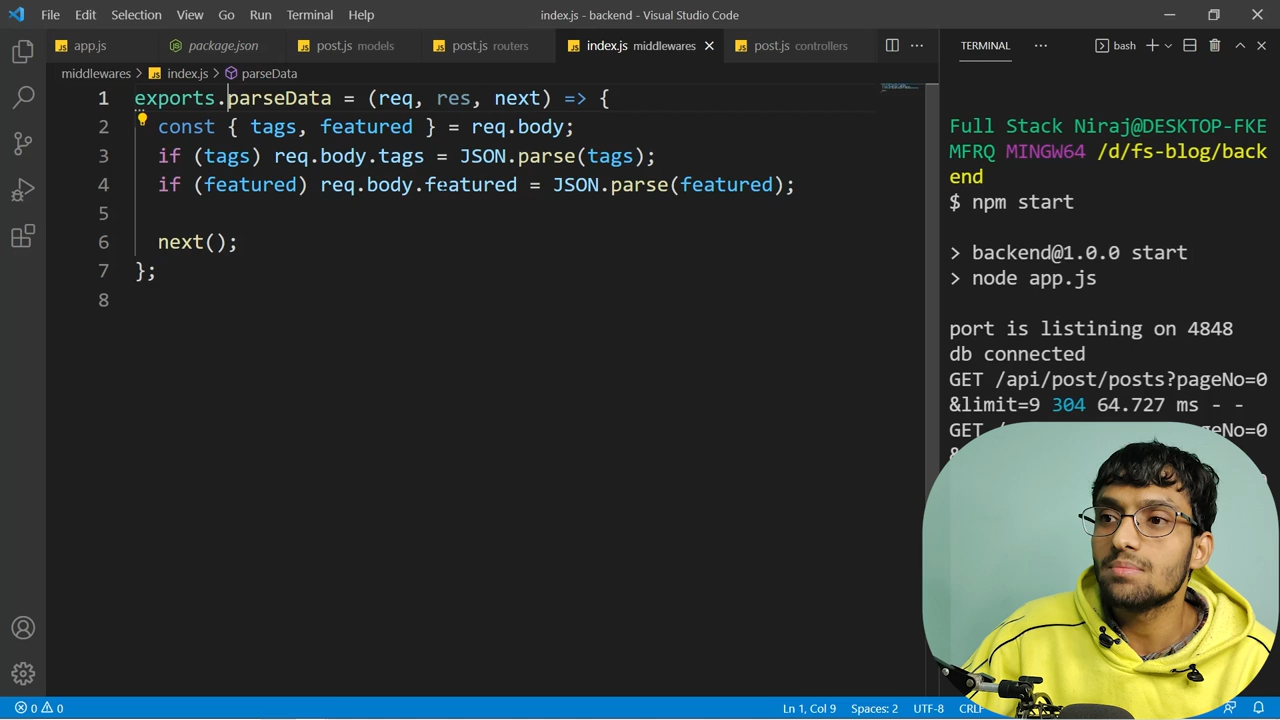 File Edit Selection View Go Run Terminal Help
index.js - backend - Visual Studio Code
app.js
package.json
post.js models
post.js routers
index.js middlewares
post.js controllers
middlewares > index.js > parseData
1 exports.parseData = (req, res, next) => {
2 const { tags, featured } = req.body;
3 if (tags) req.body.tags = JSON.parse(tags);
4 if (featured) req.body.featured = JSON.parse(featured);
5
6 next();
7 };
8
TERMINAL
bash
Full Stack Niraj@DESKTOP-FKE
MFRQ MINGW64 /d/fs-blog/back
end
$ npm start
> backend@1.0.0 start
> node app.js
port is listining on 4848
db connected
GET /api/post/posts?pageNo=0
&limit=9 304 64.727 ms - -
GET
geNo=0
0 0
Ln 1, Col 9 Spaces: 2 UTF-8 CRLF